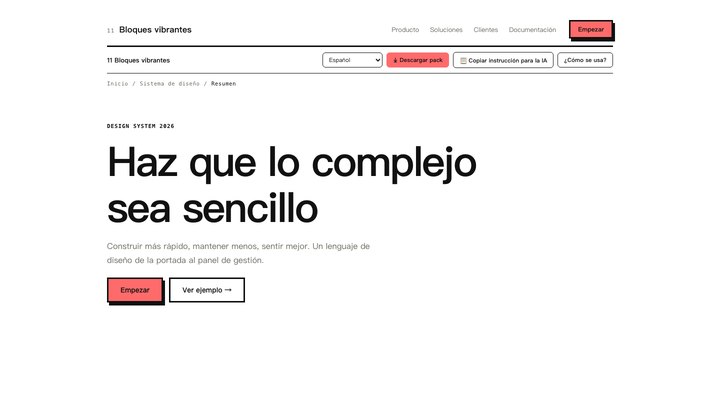 11 Bloques vibrantes
Producto Soluciones Clientes Documentación Empezar
11 Bloques vibrantes
Español Descargar pack Copiar instrucción para la IA ¿Cómo se usa?
Inicio / Sistema de diseño / Resumen
DESIGN SYSTEM 2026
Haz que lo complejo
sea sencillo
Construir más rápido, mantener menos, sentir mejor. Un lenguaje de
diseño de la portada al panel de gestión.
Empezar Ver ejemplo →